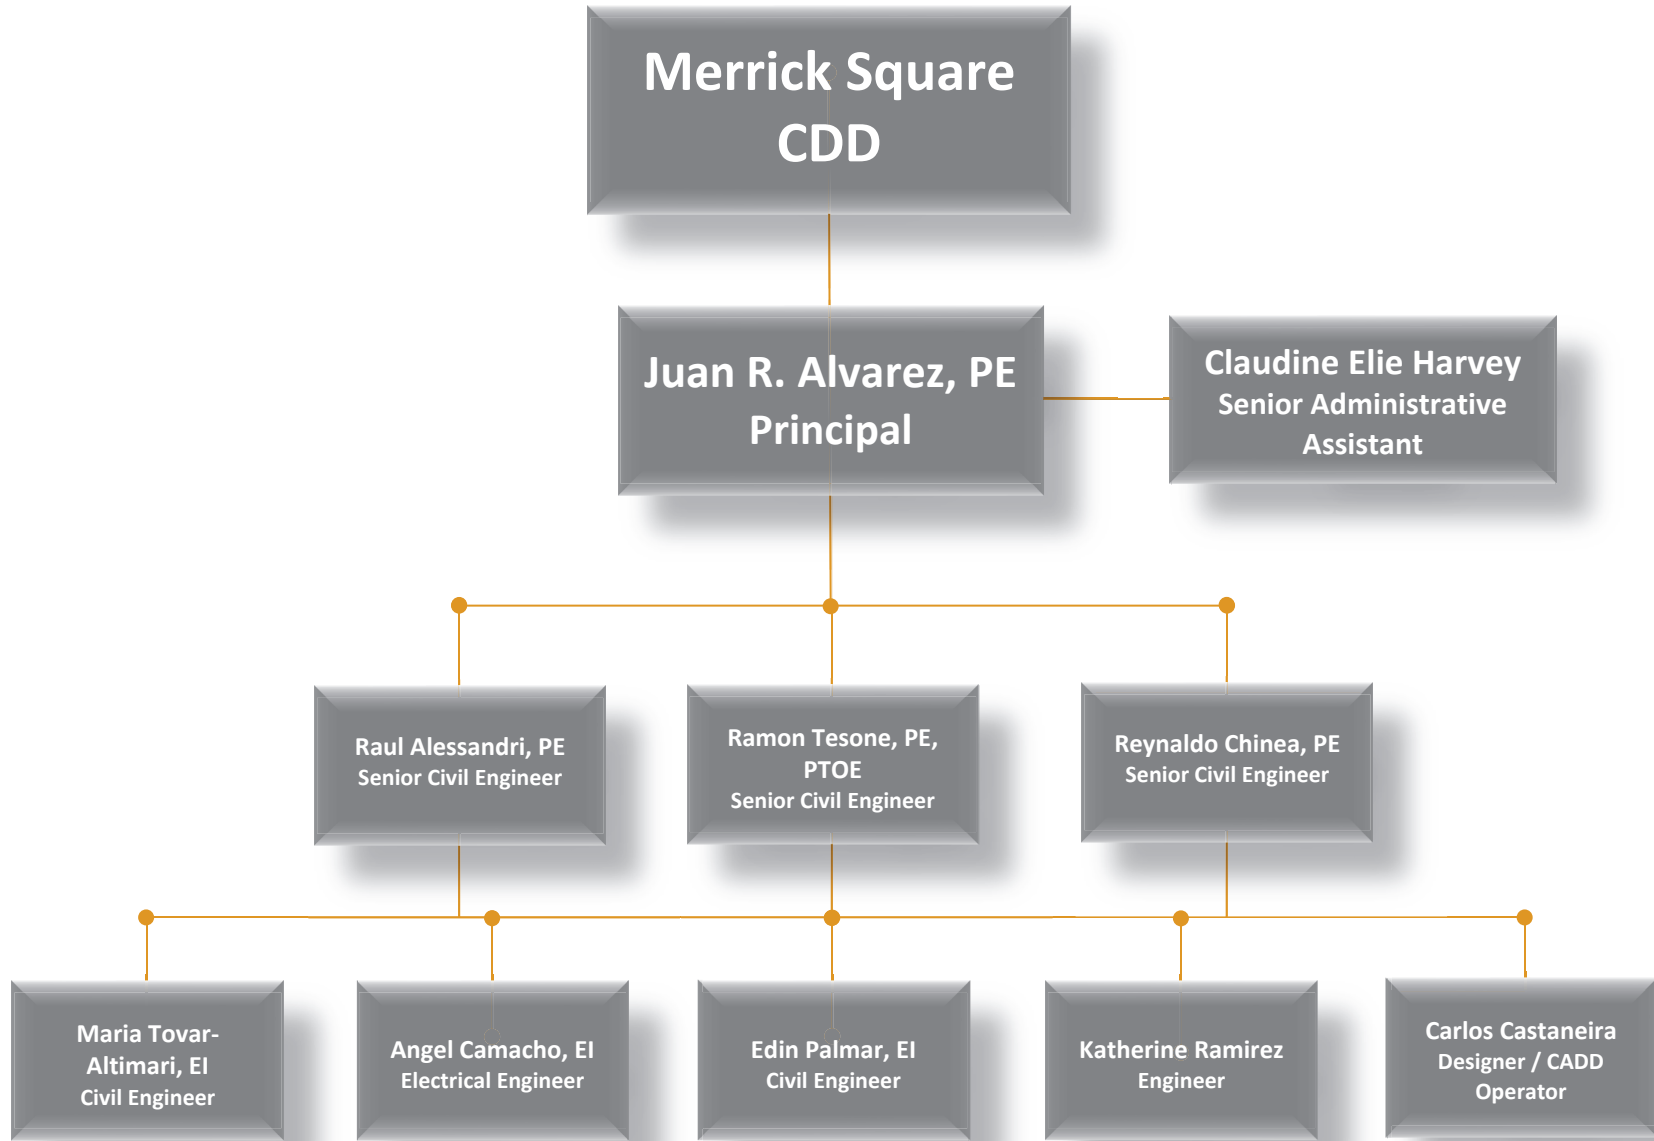 Merrick Square
CDD
Juan R. Alvarez, PE
Principal
Claudine Elie Harvey
Senior Administrative
Assistant
Raul Alessandri, PE
Senior Civil Engineer
Ramon Tesone, PE,
PTOE
Senior Civil Engineer
Reynaldo Chinea, PE
Senior Civil Engineer
Maria Tovar-
Altimari, EI
Civil Engineer
Angel Camacho, EI
Electrical Engineer
Edin Palmar, EI
Civil Engineer
Katherine Ramirez
Engineer
Carlos Castaneira
Designer / CADD
Operator